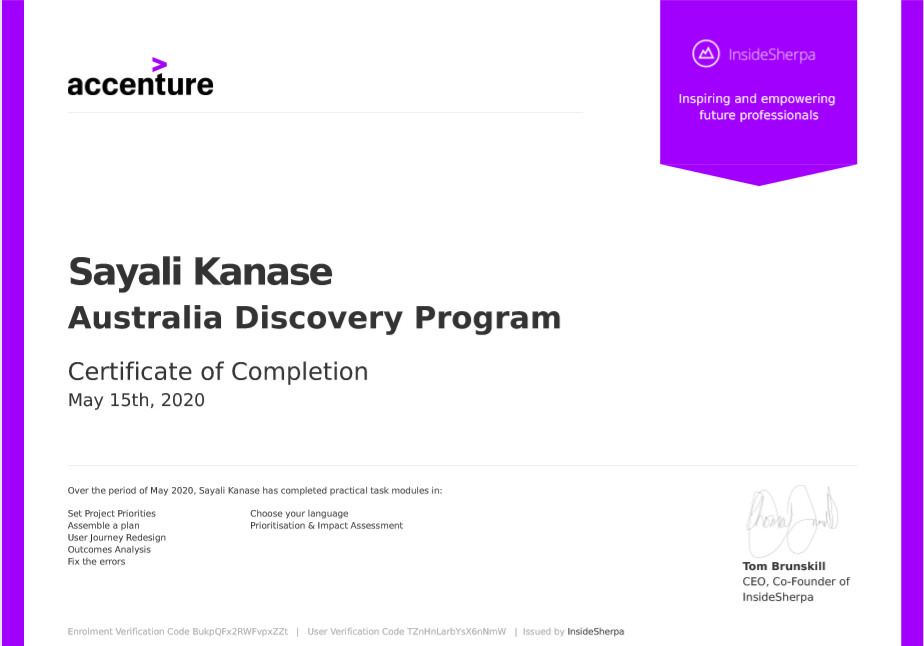 accenture
InsideSherpa
Inspiring and empowering
future professionals
Sayali Kanase
Australia Discovery Program
Certificate of Completion
May 15th, 2020
Over the period of May 2020, Sayali Kanase has completed practical task modules in:
Set Project Priorities
Assemble a plan
User Journey Redesign
Outcomes Analysis
Fix the errors
Choose your language
Prioritisation & Impact Assessment
Tom Brunskill
CEO, Co-Founder of
InsideSherpa
Enrolment Verification Code BukpQFx2RWFvpxZZt | User Verification Code TZnHnLarbYsX6nNmW | Issued by InsideSherpa